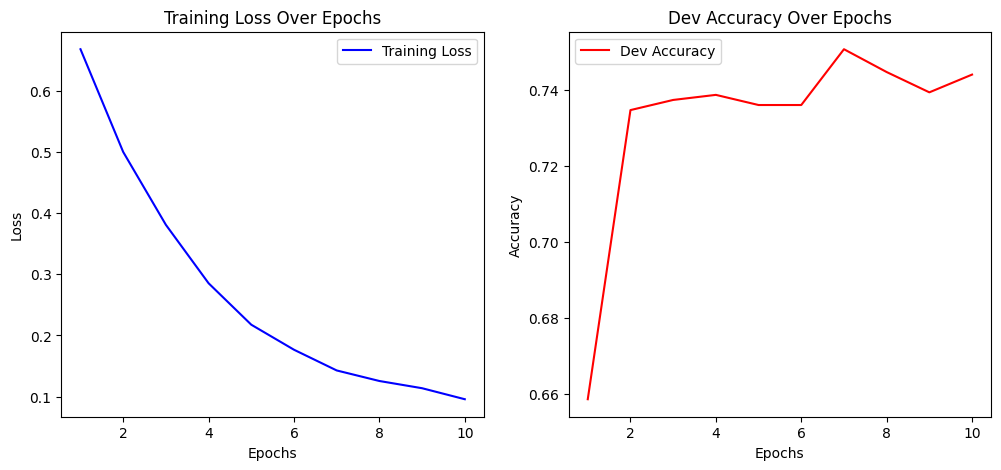 Training Loss Over Epochs
Training Loss
0.6
0.5
0.4
0.3
0.2
0.1
Loss
2 4 6 8 10
Epochs
Dev Accuracy Over Epochs
Dev Accuracy
0.74
0.72
0.70
0.68
0.66
Accuracy
2 4 6 8 10
Epochs